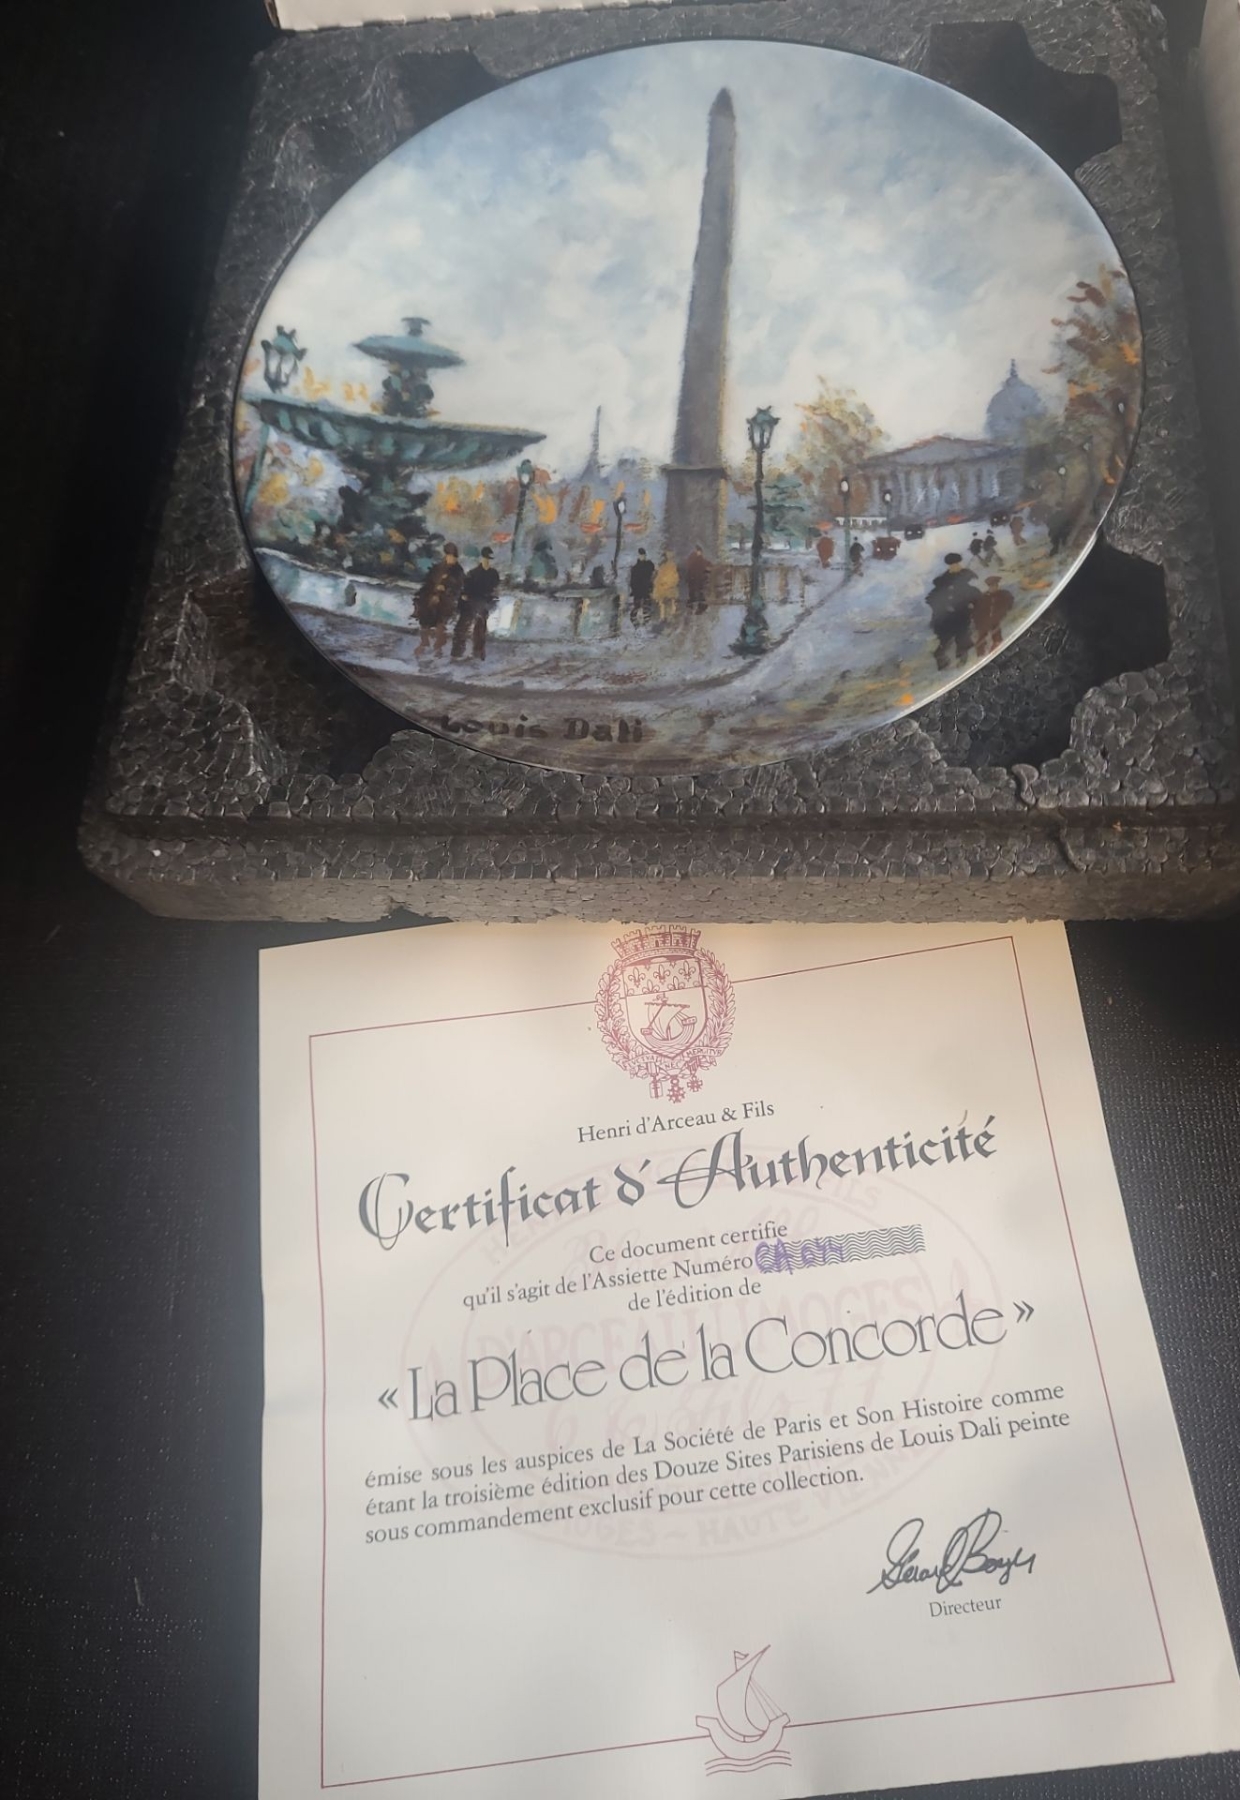 Louis Dali
Henri d'Arceau & Fils
Certificat d'Authenticité
Ce document certifie
qu'il s'agit de l'Assiette Numéro
de l'édition de
« La Place de la Concorde »
émise sous les auspices de La Société de Paris et Son Histoire comme
étant la troisième édition des Douze Sites Parisiens de Louis Dali peinte
sous commandement exclusif pour cette collection.
Directeur